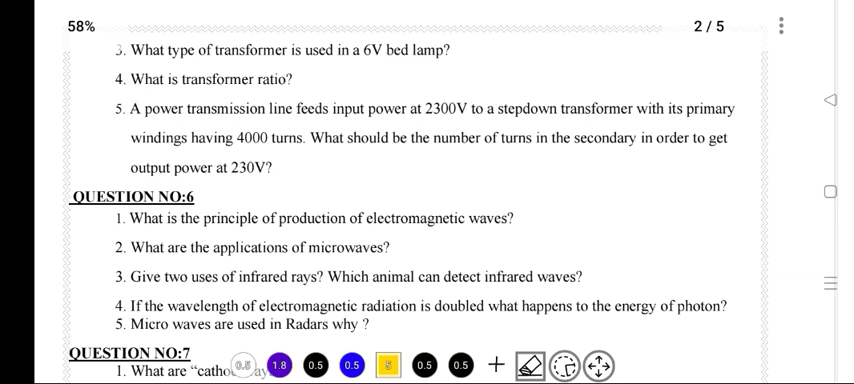 58%
2 / 5
3. What type of transformer is used in a 6V bed lamp?
4. What is transformer ratio?
5. A power transmission line feeds input power at 2300V to a stepdown transformer with its primary
windings having 4000 turns. What should be the number of turns in the secondary in order to get
output power at 230V?
QUESTION NO:6
1. What is the principle of production of electromagnetic waves?
2. What are the applications of microwaves?
3. Give two uses of infrared rays? Which animal can detect infrared waves?
4. If the wavelength of electromagnetic radiation is doubled what happens to the energy of photon?
5. Micro waves are used in Radars why ?
QUESTION NO:7
1. What are
0.5 1.8 0.5 0.5 5 0.5 0.5